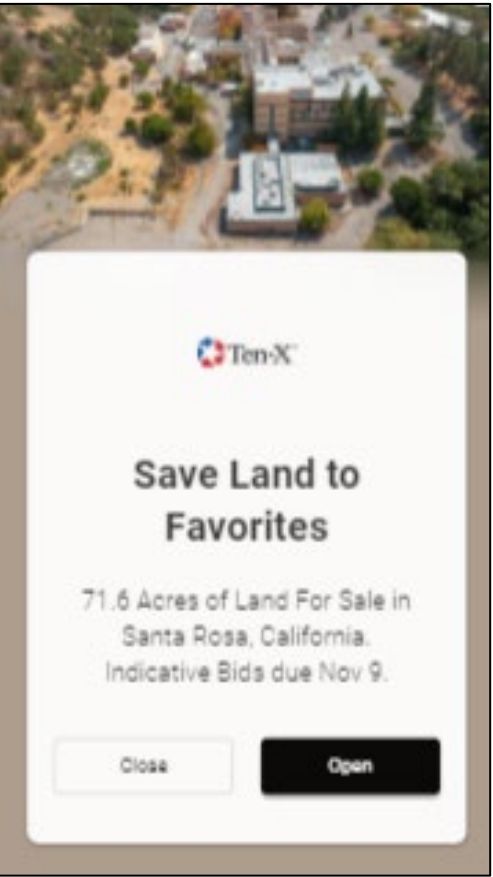 Ten-X™
Save Land to
Favorites
71.6 Acres of Land For Sale in
Santa Rosa, California.
Indicative Bids due Nov 9.
Close
Open